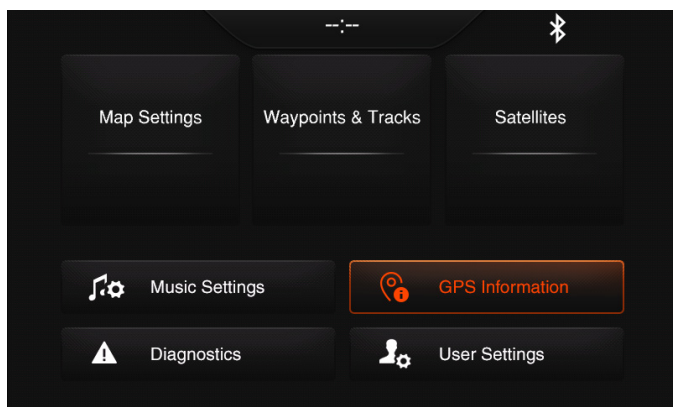 --:--
Map Settings
Waypoints & Tracks
Satellites
Music Settings
GPS Information
Diagnostics
User Settings